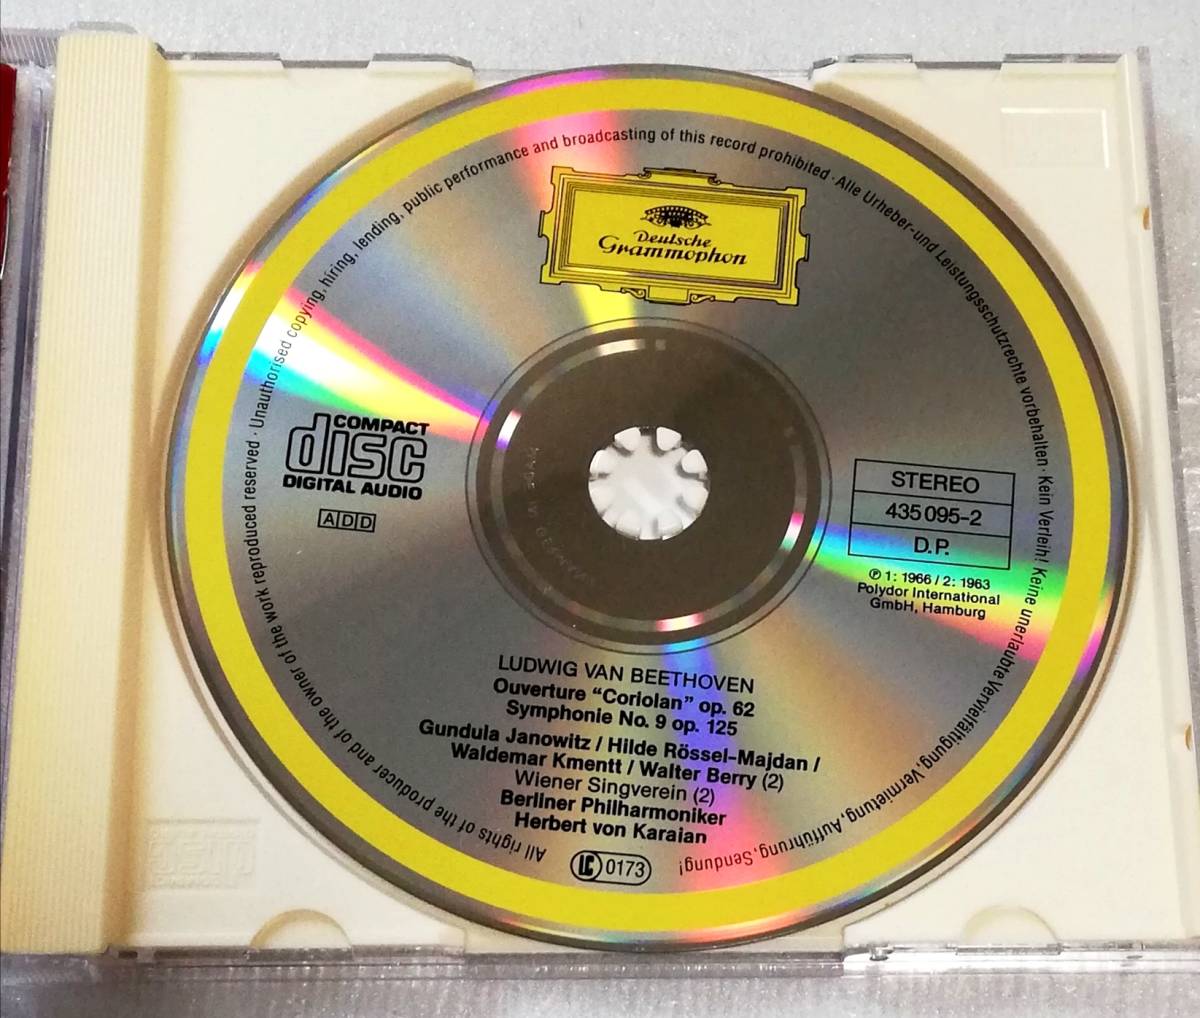 Deutsche
Grammophon
COMPACT
disc
DIGITAL AUDIO
ADD
STEREO
435 095-2
D.P.
℗ 1: 1966 / 2: 1963
Polydor International
GmbH, Hamburg
LUDWIG VAN BEETHOVEN
Ouverture “Coriolan” op. 62
Symphonie No. 9 op. 125
Gundula Janowitz / Hilde Rössel-Majdan /
Waldemar Kmentt / Walter Berry (2)
Wiener Singverein (2)
Berliner Philharmoniker
Herbert von Karajan
LC 0173
All rights of the producer and of the owner of the work reproduced reserved · Unauthorised copying, hiring, lending, public performance and broadcasting of this record prohibited · Alle Urheber- und Leistungsschutzrechte vorbehalten · Kein Verleih! Keine unerlaubte Vervielfältigung, Vermietung, Aufführung, Sendung!